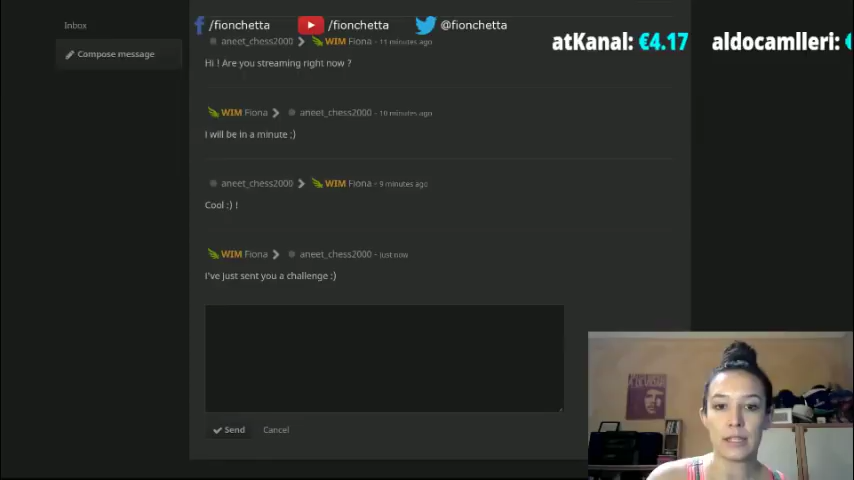 Inbox
Compose message
/fionchetta /fionchetta @fionchetta
aneet_chess2000 WIM Fiona - 11 minutes ago
atKanal: €4.17 aldocamlleri: €
Hi ! Are you streaming right now ?
WIM Fiona aneet_chess2000 - 10 minutes ago
I will be in a minute ;)
aneet_chess2000 WIM Fiona - 9 minutes ago
Cool :) !
WIM Fiona aneet_chess2000 - just now
I've just sent you a challenge :)
Send Cancel